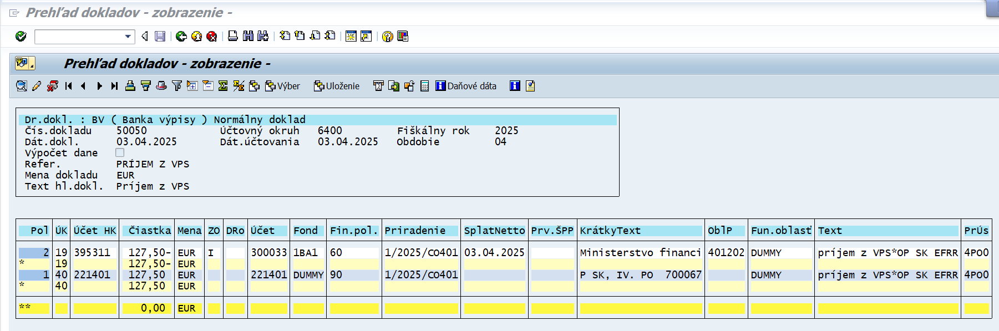 Prehľad dokladov - zobrazenie -
Prehľad dokladov - zobrazenie -
Výber Uloženie Daňové dáta
Dr.dokl. : BV ( Banka výpisy ) Normálny doklad
Čís.dokladu 50050 Účtovný okruh 6400 Fiškálny rok 2025
Dát.dokl. 03.04.2025 Dát.účtovania 03.04.2025 Obdobie 04
Výpočet dane
Refer. PRÍJEM Z VPS
Mena dokladu EUR
Text hl.dokl. Príjem z VPS
Pol ÚK Účet HK Čiastka Mena ZO DRo Účet Fond Fin.pol. Priradenie SplatNetto Prv.ŠPP KrátkyText OblP Fun.oblasť Text PrÚs
2 19 395311 127,50- EUR I 300033 1BA1 60 1/2025/CO401 03.04.2025 Ministerstvo financi 401202 DUMMY príjem z VPS*OP SK EFRR 4PO0
* 19 127,50- EUR
1 40 221401 127,50 EUR 221401 DUMMY 90 1/2025/CO401 P SK, IV. PO 700067 DUMMY príjem z VPS*OP SK EFRR 4PO0
* 40 127,50 EUR
** 0,00 EUR